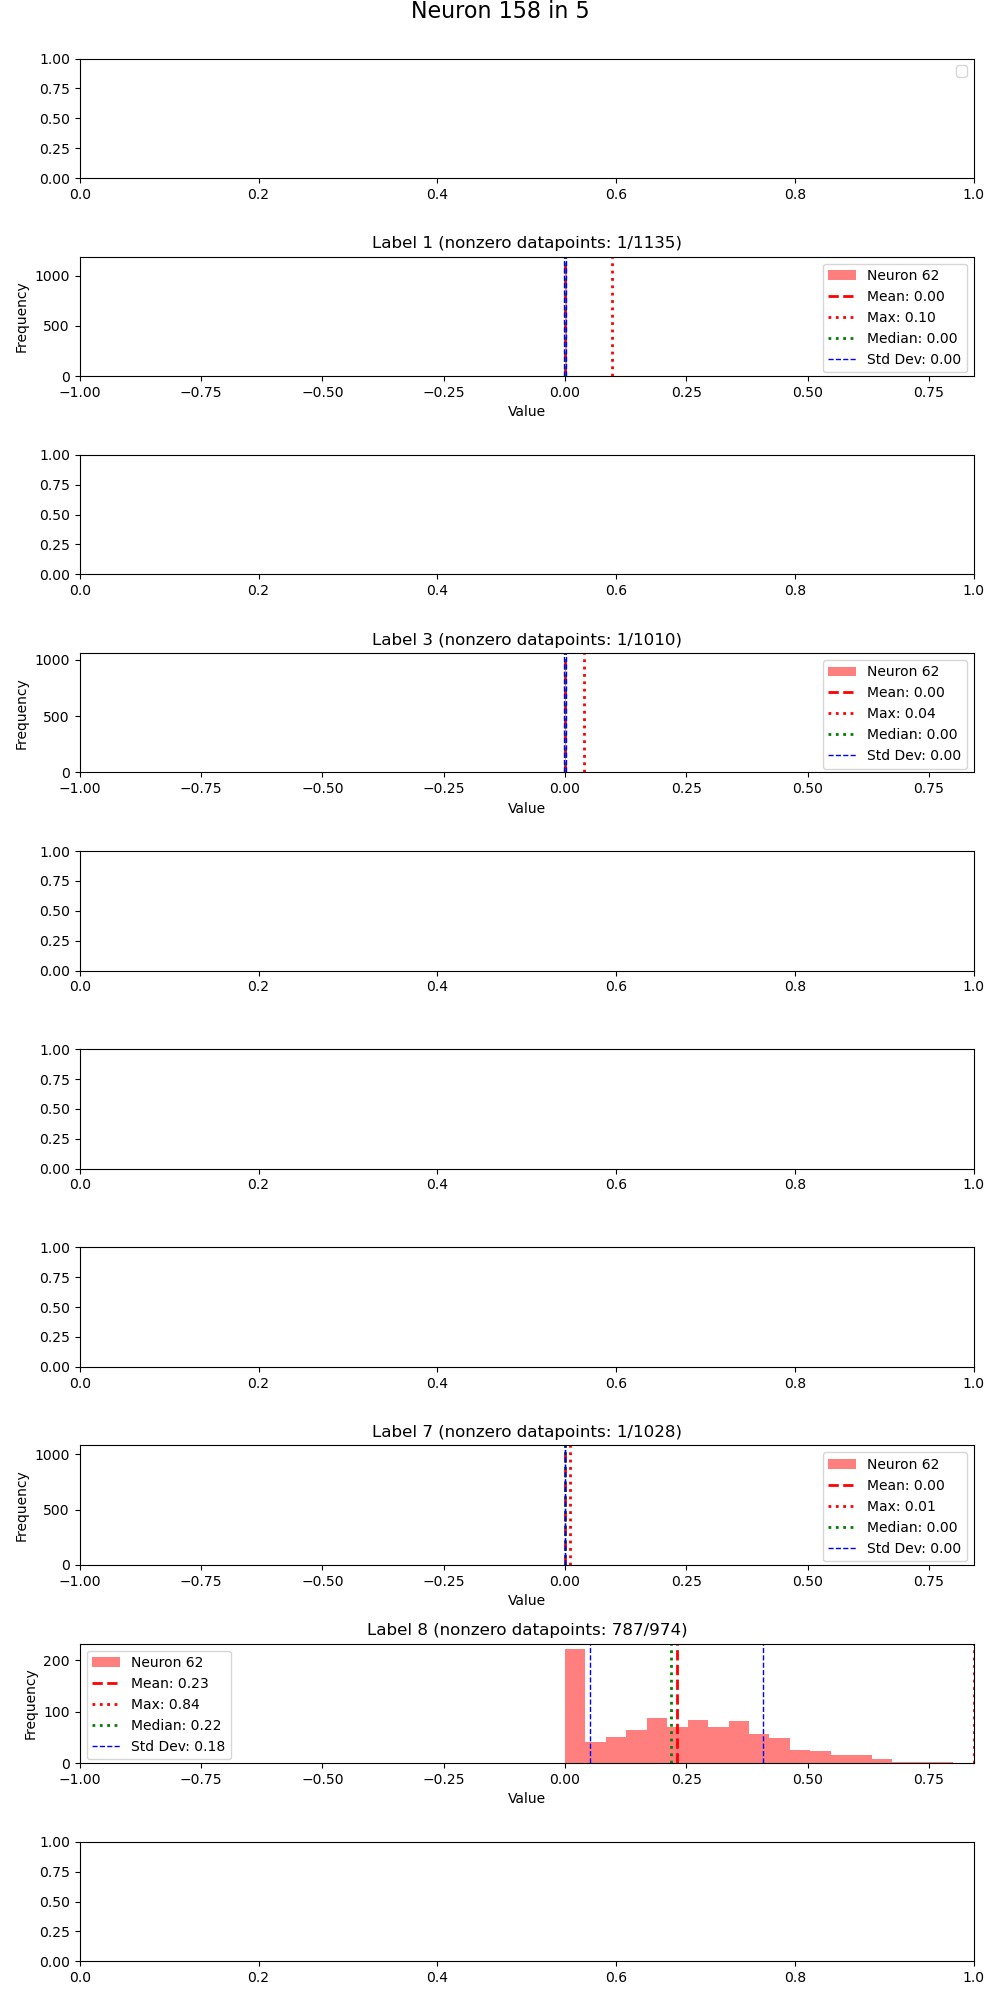 Neuron 158 in 5
1.00
0.75
0.50
0.25
0.00
0.0 0.2 0.4 0.6 0.8 1.0
Label 1 (nonzero datapoints: 1/1135)
Frequency
1000
500
0
Neuron 62
Mean: 0.00
Max: 0.10
Median: 0.00
Std Dev: 0.00
−1.00 −0.75 −0.50 −0.25 0.00 0.25 0.50 0.75
Value
1.00
0.75
0.50
0.25
0.00
0.0 0.2 0.4 0.6 0.8 1.0
Label 3 (nonzero datapoints: 1/1010)
Frequency
1000
500
0
Neuron 62
Mean: 0.00
Max: 0.04
Median: 0.00
Std Dev: 0.00
−1.00 −0.75 −0.50 −0.25 0.00 0.25 0.50 0.75
Value
1.00
0.75
0.50
0.25
0.00
0.0 0.2 0.4 0.6 0.8 1.0
1.00
0.75
0.50
0.25
0.00
0.0 0.2 0.4 0.6 0.8 1.0
1.00
0.75
0.50
0.25
0.00
0.0 0.2 0.4 0.6 0.8 1.0
Label 7 (nonzero datapoints: 1/1028)
Frequency
1000
500
0
Neuron 62
Mean: 0.00
Max: 0.01
Median: 0.00
Std Dev: 0.00
−1.00 −0.75 −0.50 −0.25 0.00 0.25 0.50 0.75
Value
Label 8 (nonzero datapoints: 787/974)
Frequency
200
100
0
Neuron 62
Mean: 0.23
Max: 0.84
Median: 0.22
Std Dev: 0.18
−1.00 −0.75 −0.50 −0.25 0.00 0.25 0.50 0.75
Value
1.00
0.75
0.50
0.25
0.00
0.0 0.2 0.4 0.6 0.8 1.0